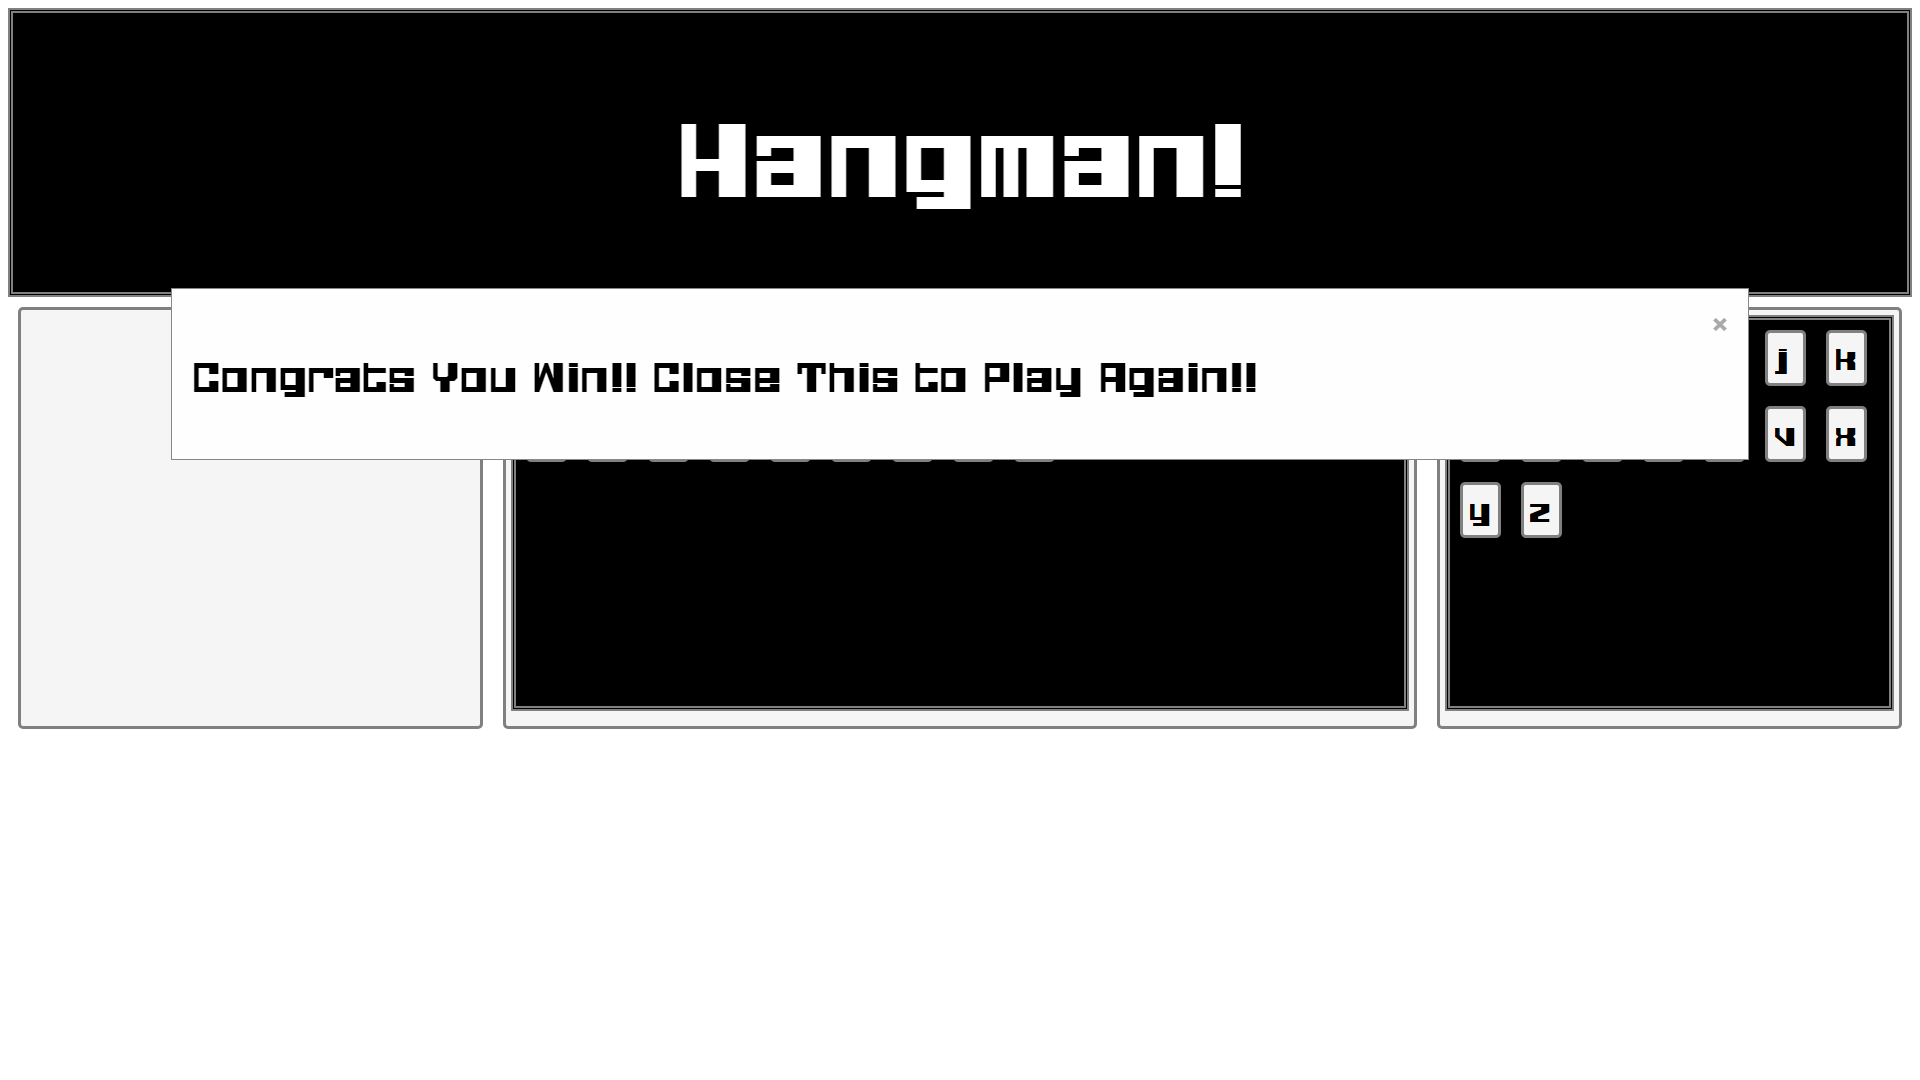 Hangman!
×
Congrats You Win!! Close This to Play Again!!
j k
v x
y z